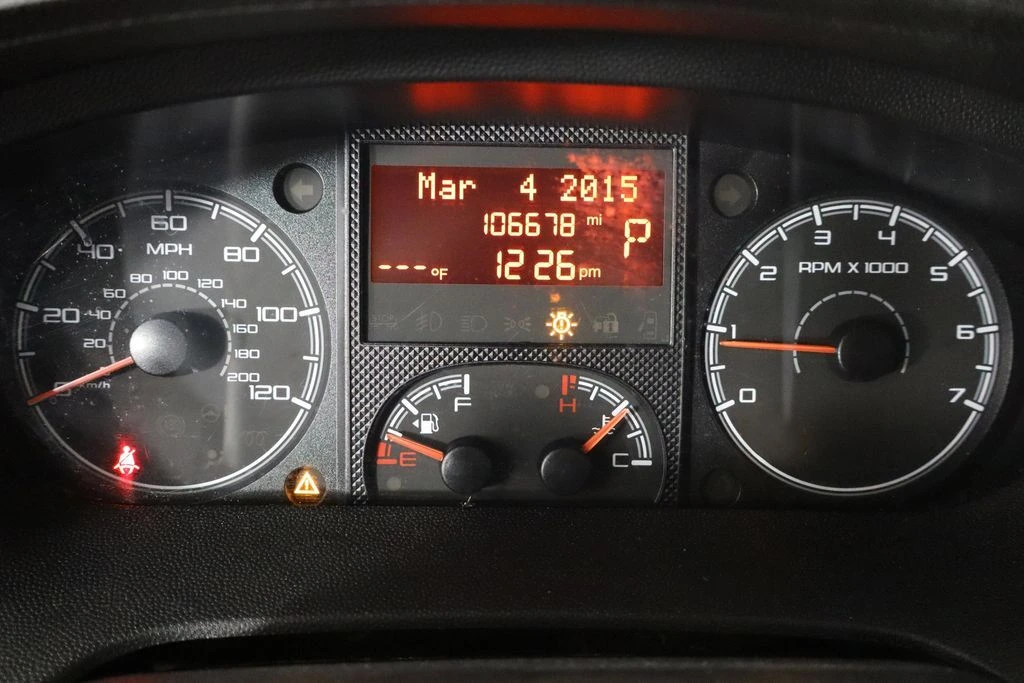 Mar 4 2015
106678 mi
P
---°F 12 26 pm
0 20 40 60 80 100 120
MPH
20 40 60 80 100 120 140 160 180 200
km/h
0 1 2 3 4 5 6 7
RPM X 1000
E F
H C